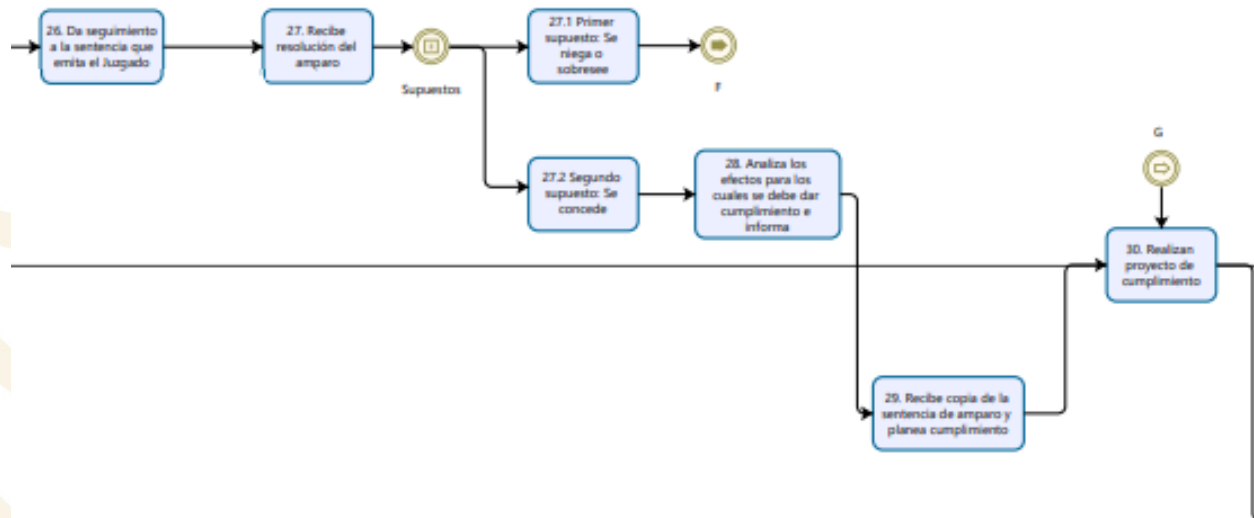 26. Da seguimiento
a la sentencia que
emita el Juzgado
27. Recibe
resolución del
amparo
Supuestos
27.1 Primer
supuesto: Se
niega o
sobresee
F
27.2 Segundo
supuesto: Se
concede
28. Analiza los
efectos para los
cuales se debe dar
cumplimiento e
informa
G
30. Realizan
proyecto de
cumplimiento
29. Recibe copia de la
sentencia de amparo y
planea cumplimiento